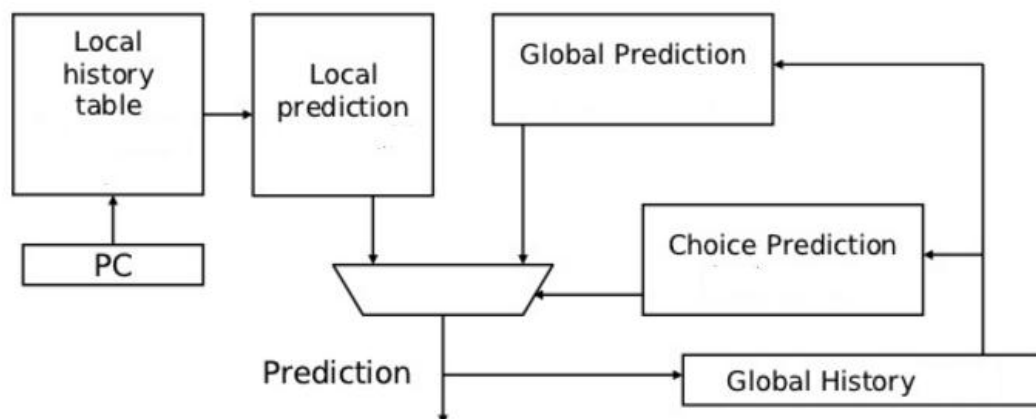 Local
history
table
Local
prediction
Global Prediction
PC
Choice Prediction
Prediction
Global History